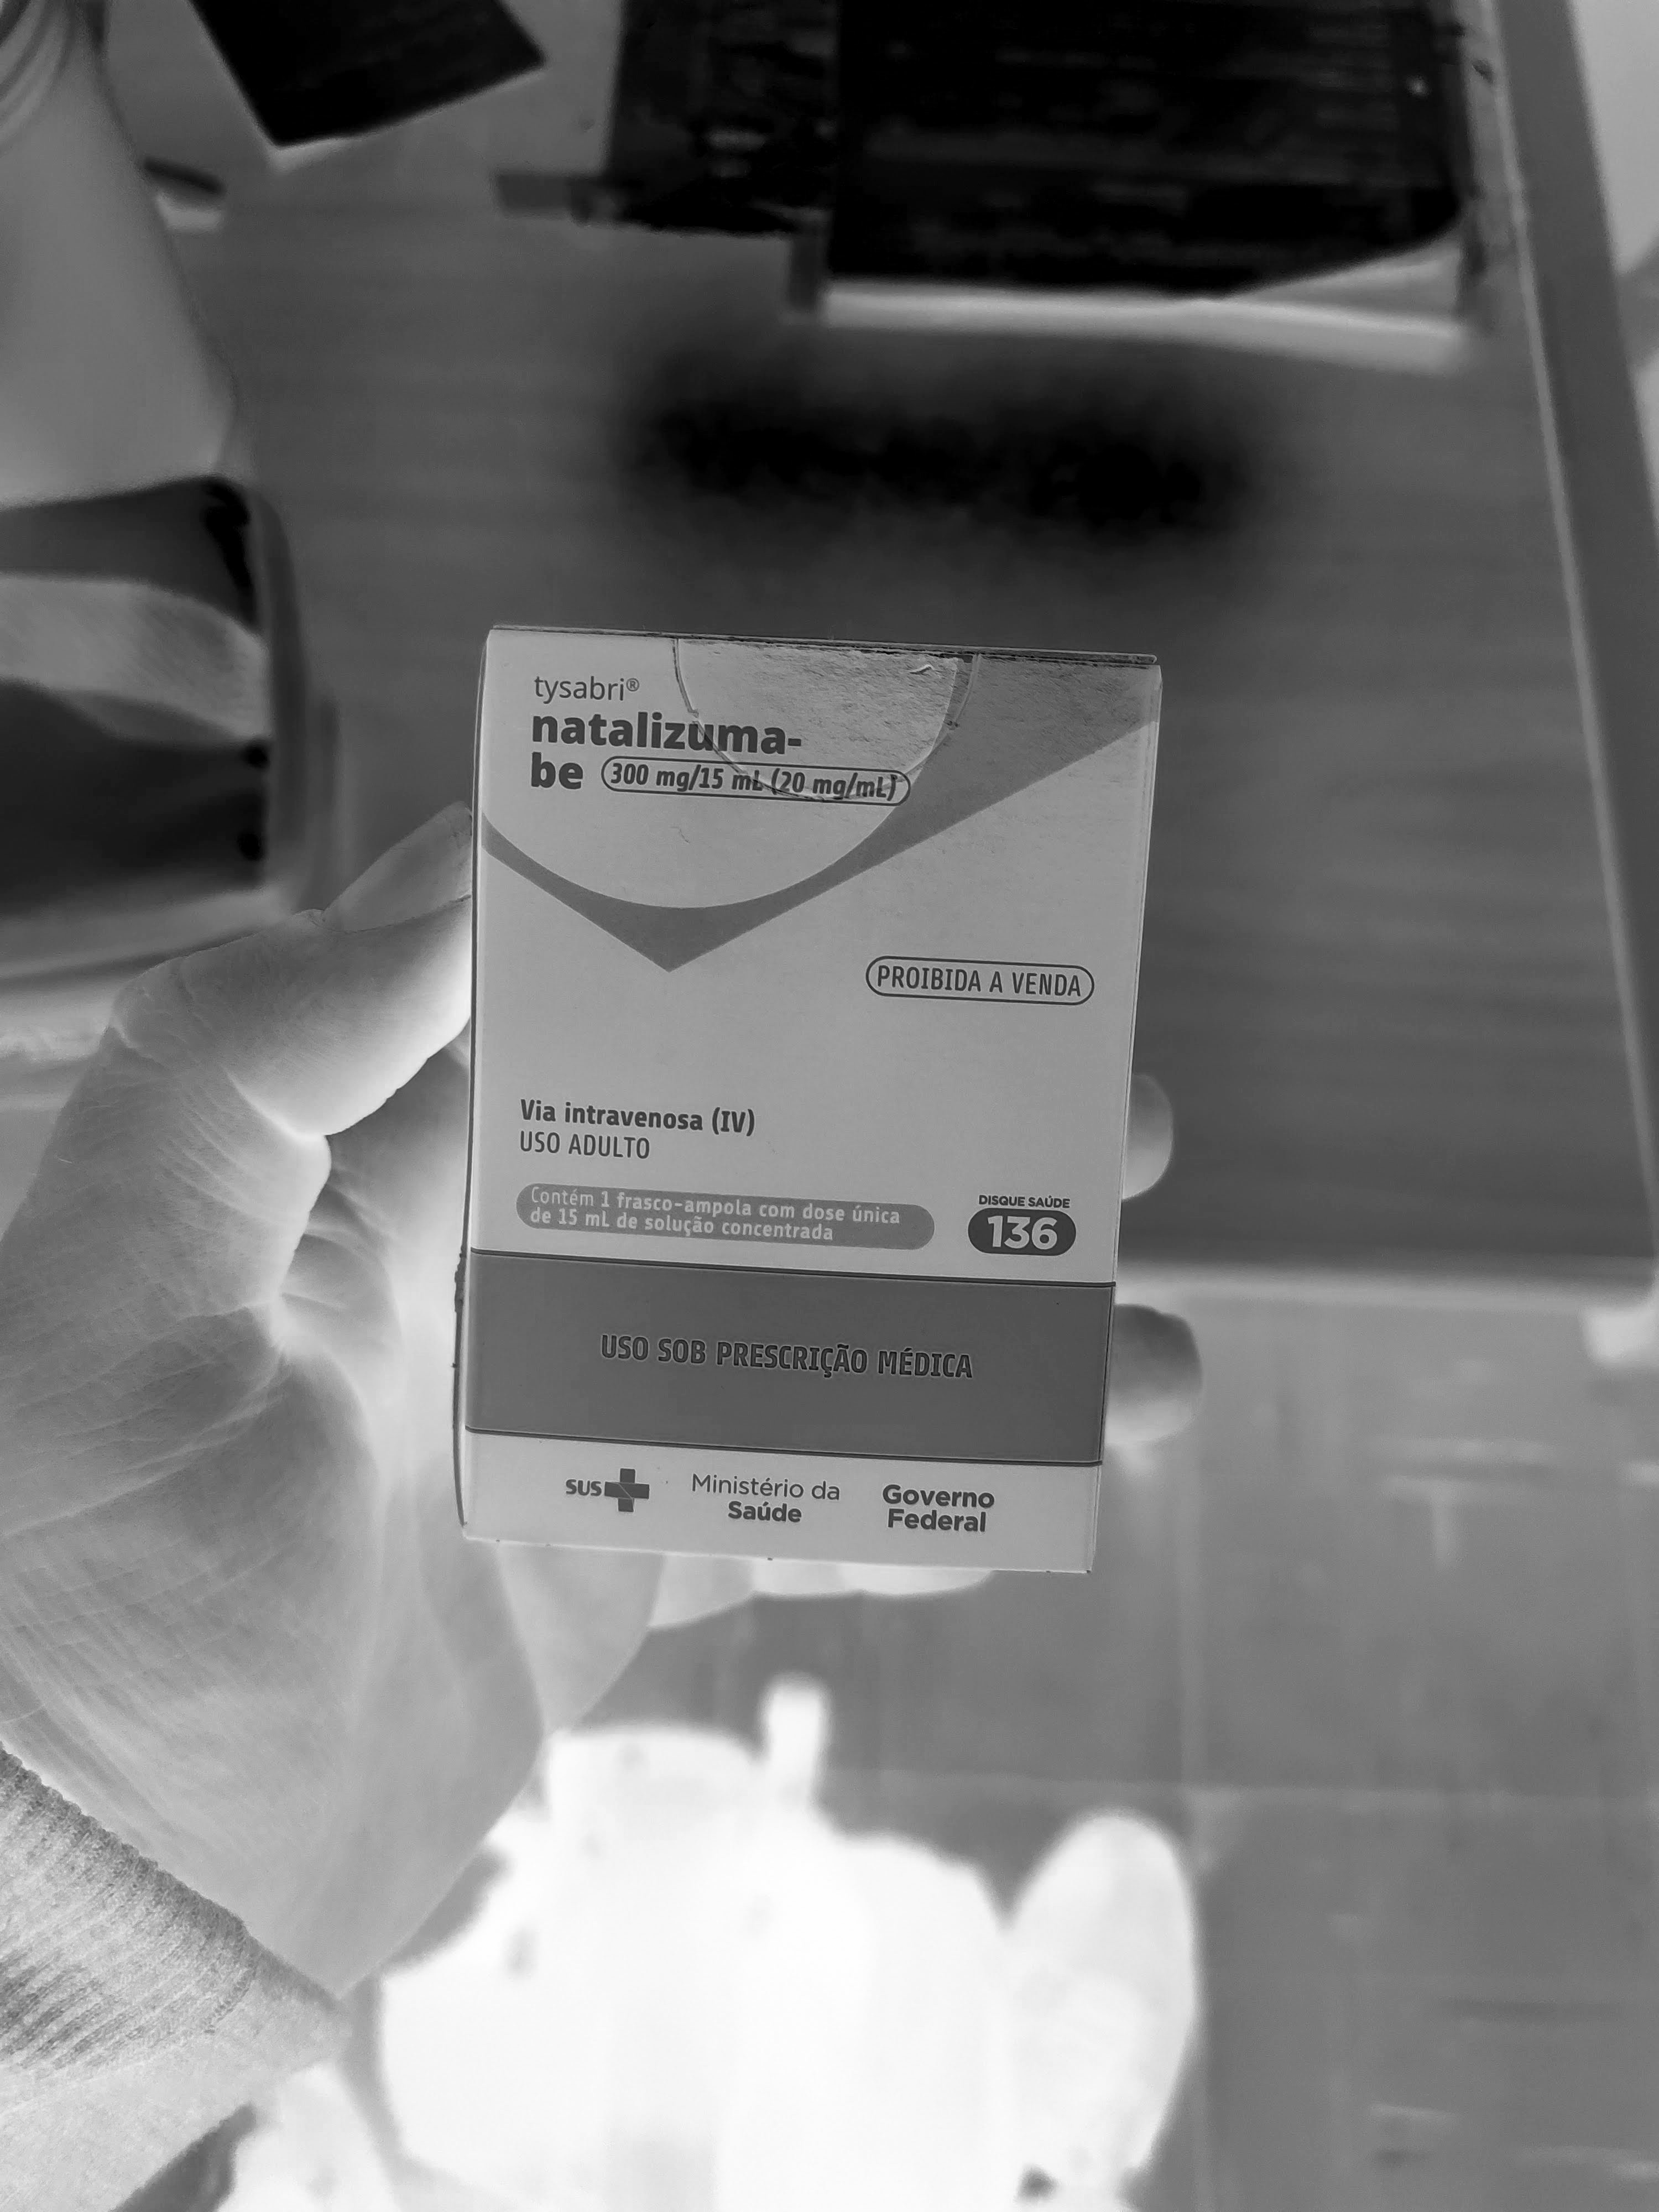 tysabri®
natalizuma-
be 300 mg/15 mL (20 mg/mL)
PROIBIDA A VENDA
Via intravenosa (IV)
USO ADULTO
Contém 1 frasco-ampola com dose única
de 15 mL de solução concentrada
DISQUE SAÚDE
136
USO SOB PRESCRIÇÃO MÉDICA
SUS
Ministério da
Saúde
Governo
Federal